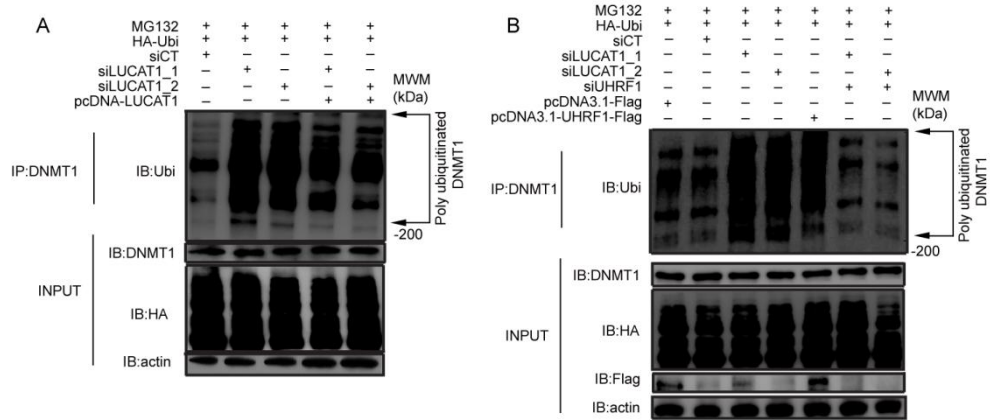 A
MG132 + + + + +
HA-Ubi + + + + +
siCT + – – – –
siLUCAT1_1 – + – + –
siLUCAT1_2 – – + – +
pcDNA-LUCAT1 – – – + +
MWM
(kDa)
IP:DNMT1
IB:Ubi
Poly ubiquitinated
DNMT1
-200
INPUT
IB:DNMT1
IB:HA
IB:actin
B
MG132 + + + + + + +
HA-Ubi + + + + + + +
siCT – + – – – – –
siLUCAT1_1 – – + – – + –
siLUCAT1_2 – – – + – – +
siUHRF1 – – – – – + +
pcDNA3.1-Flag + – – – – – –
pcDNA3.1-UHRF1-Flag – – – – + – –
MWM
(kDa)
IP:DNMT1
IB:Ubi
Poly ubiquitinated
DNMT1
-200
INPUT
IB:DNMT1
IB:HA
IB:Flag
IB:actin